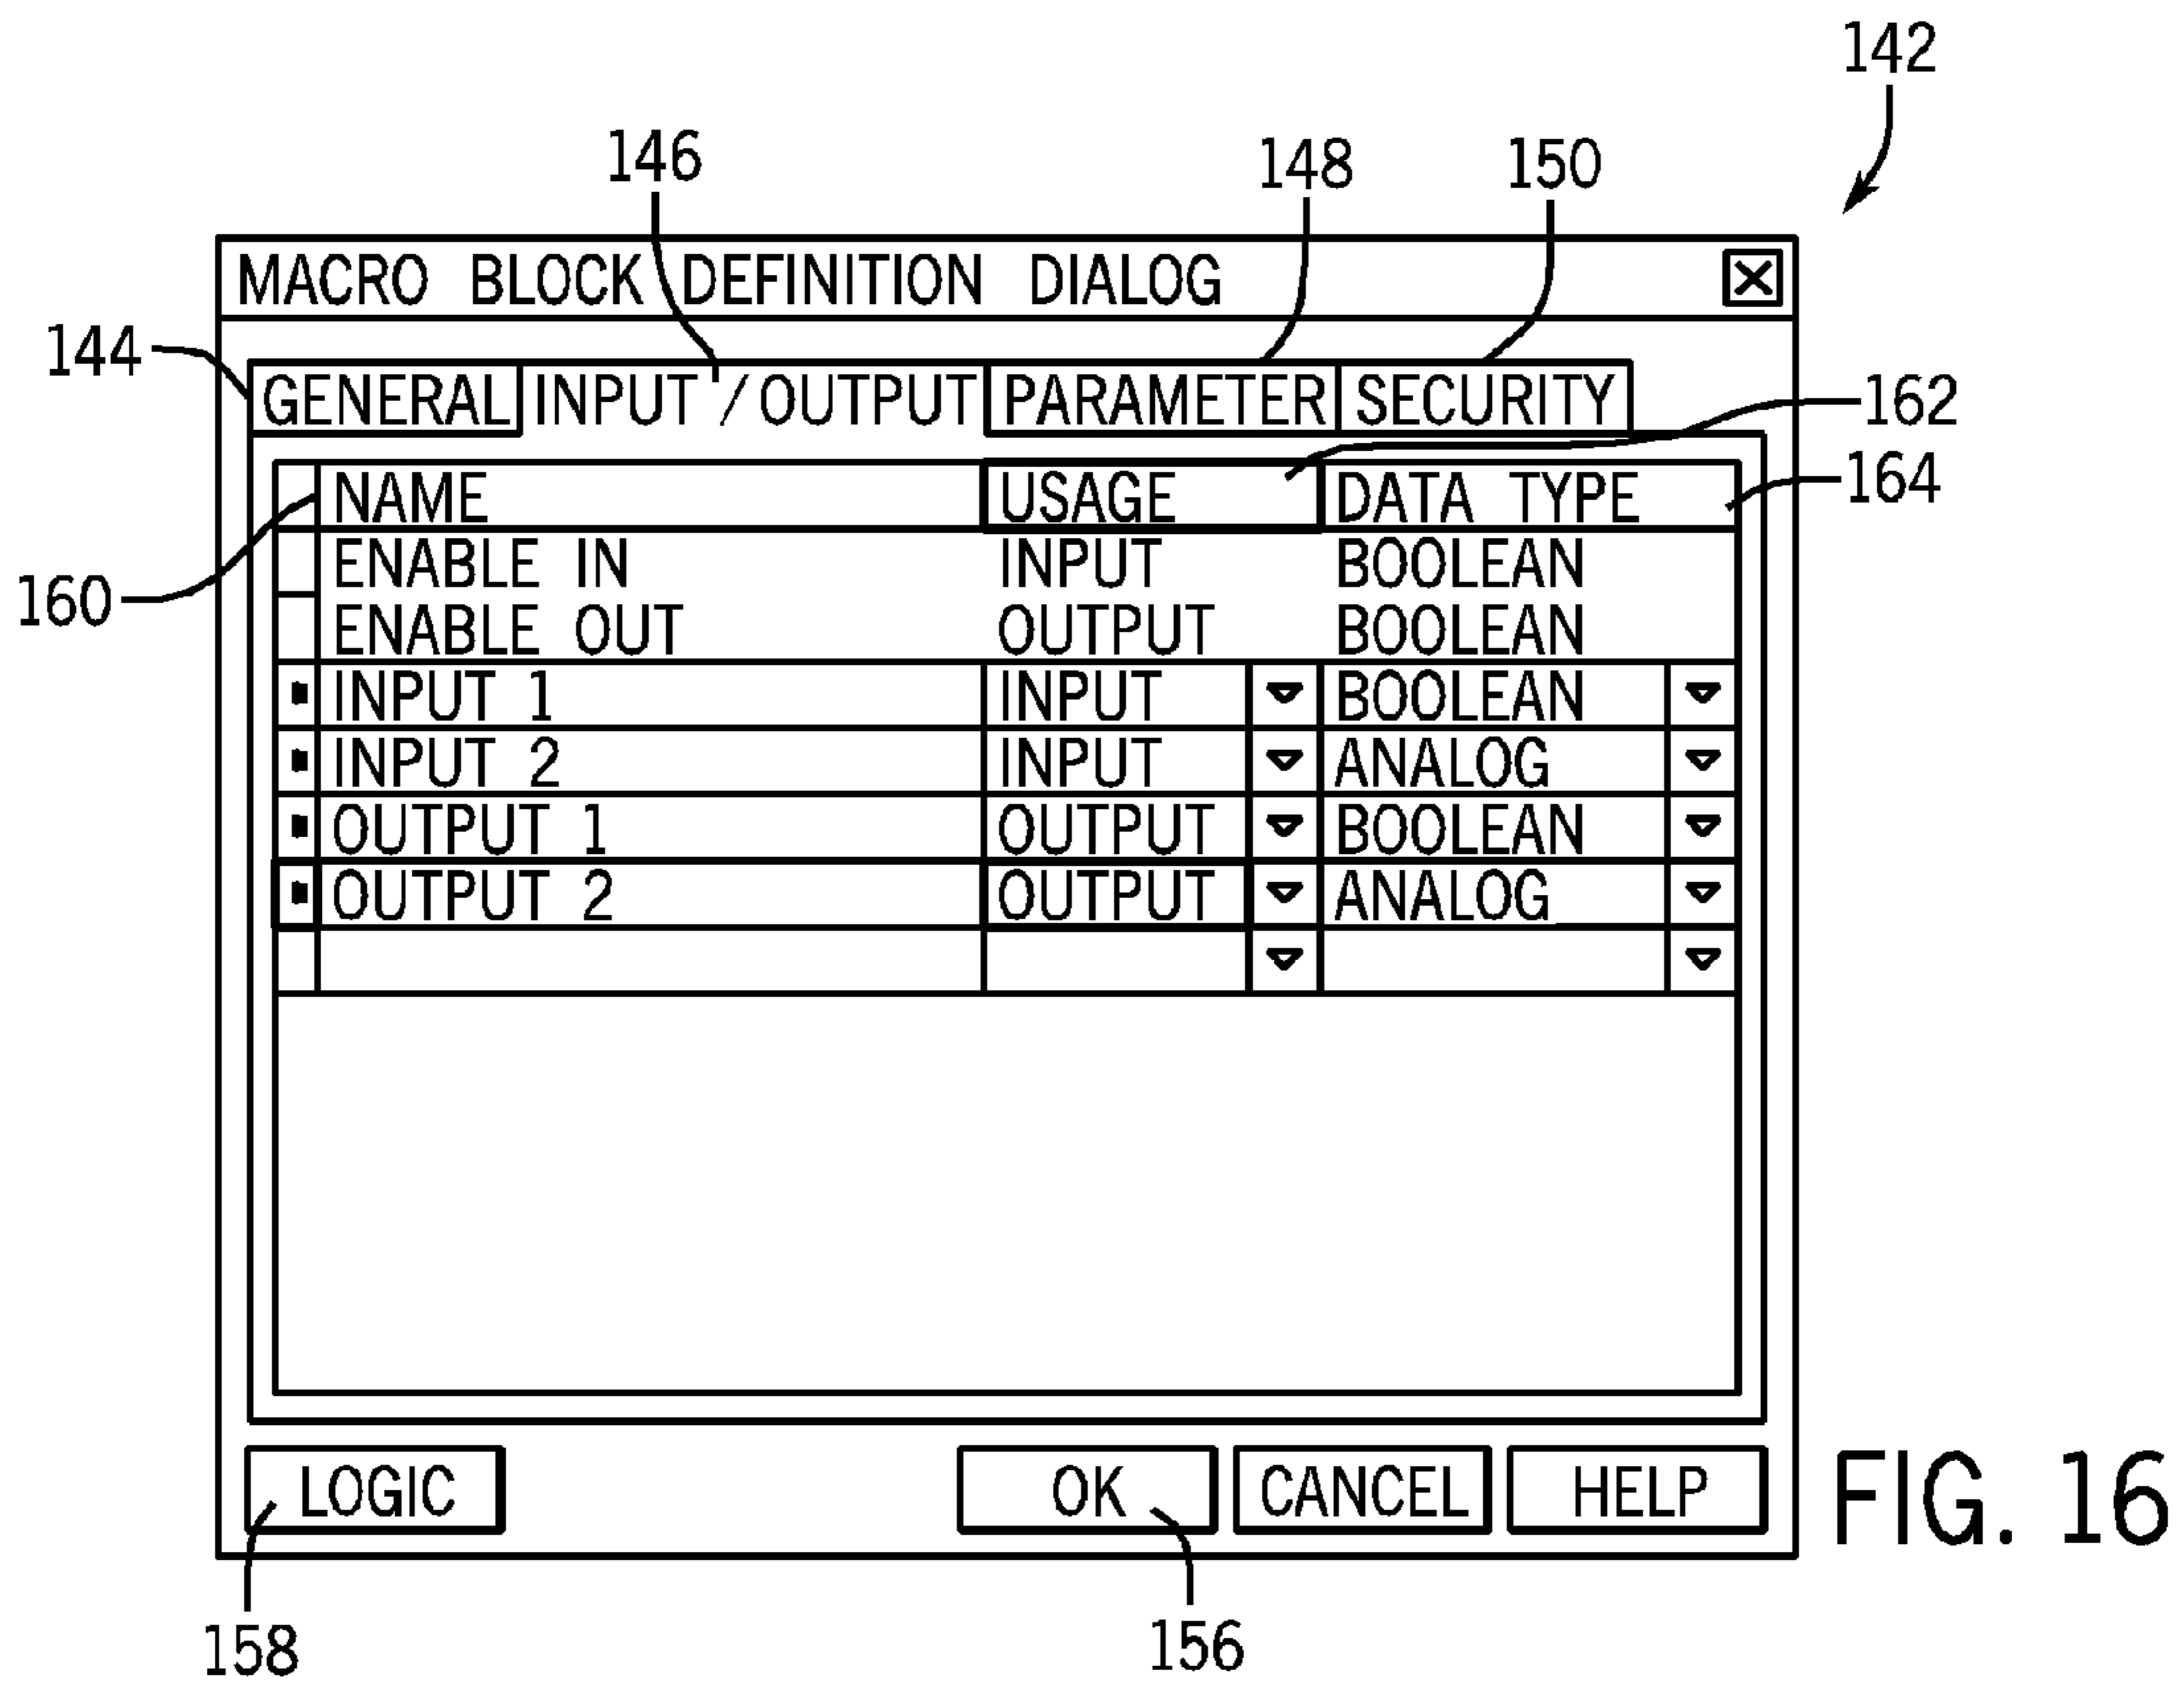 142
146 148 150
MACRO BLOCK DEFINITION DIALOG
144
GENERAL INPUT/OUTPUT PARAMETER SECURITY
162
NAME USAGE DATA TYPE
164
ENABLE IN INPUT BOOLEAN
160
ENABLE OUT OUTPUT BOOLEAN
INPUT 1 INPUT BOOLEAN
INPUT 2 INPUT ANALOG
OUTPUT 1 OUTPUT BOOLEAN
OUTPUT 2 OUTPUT ANALOG
LOGIC OK CANCEL HELP
FIG. 16
158 156